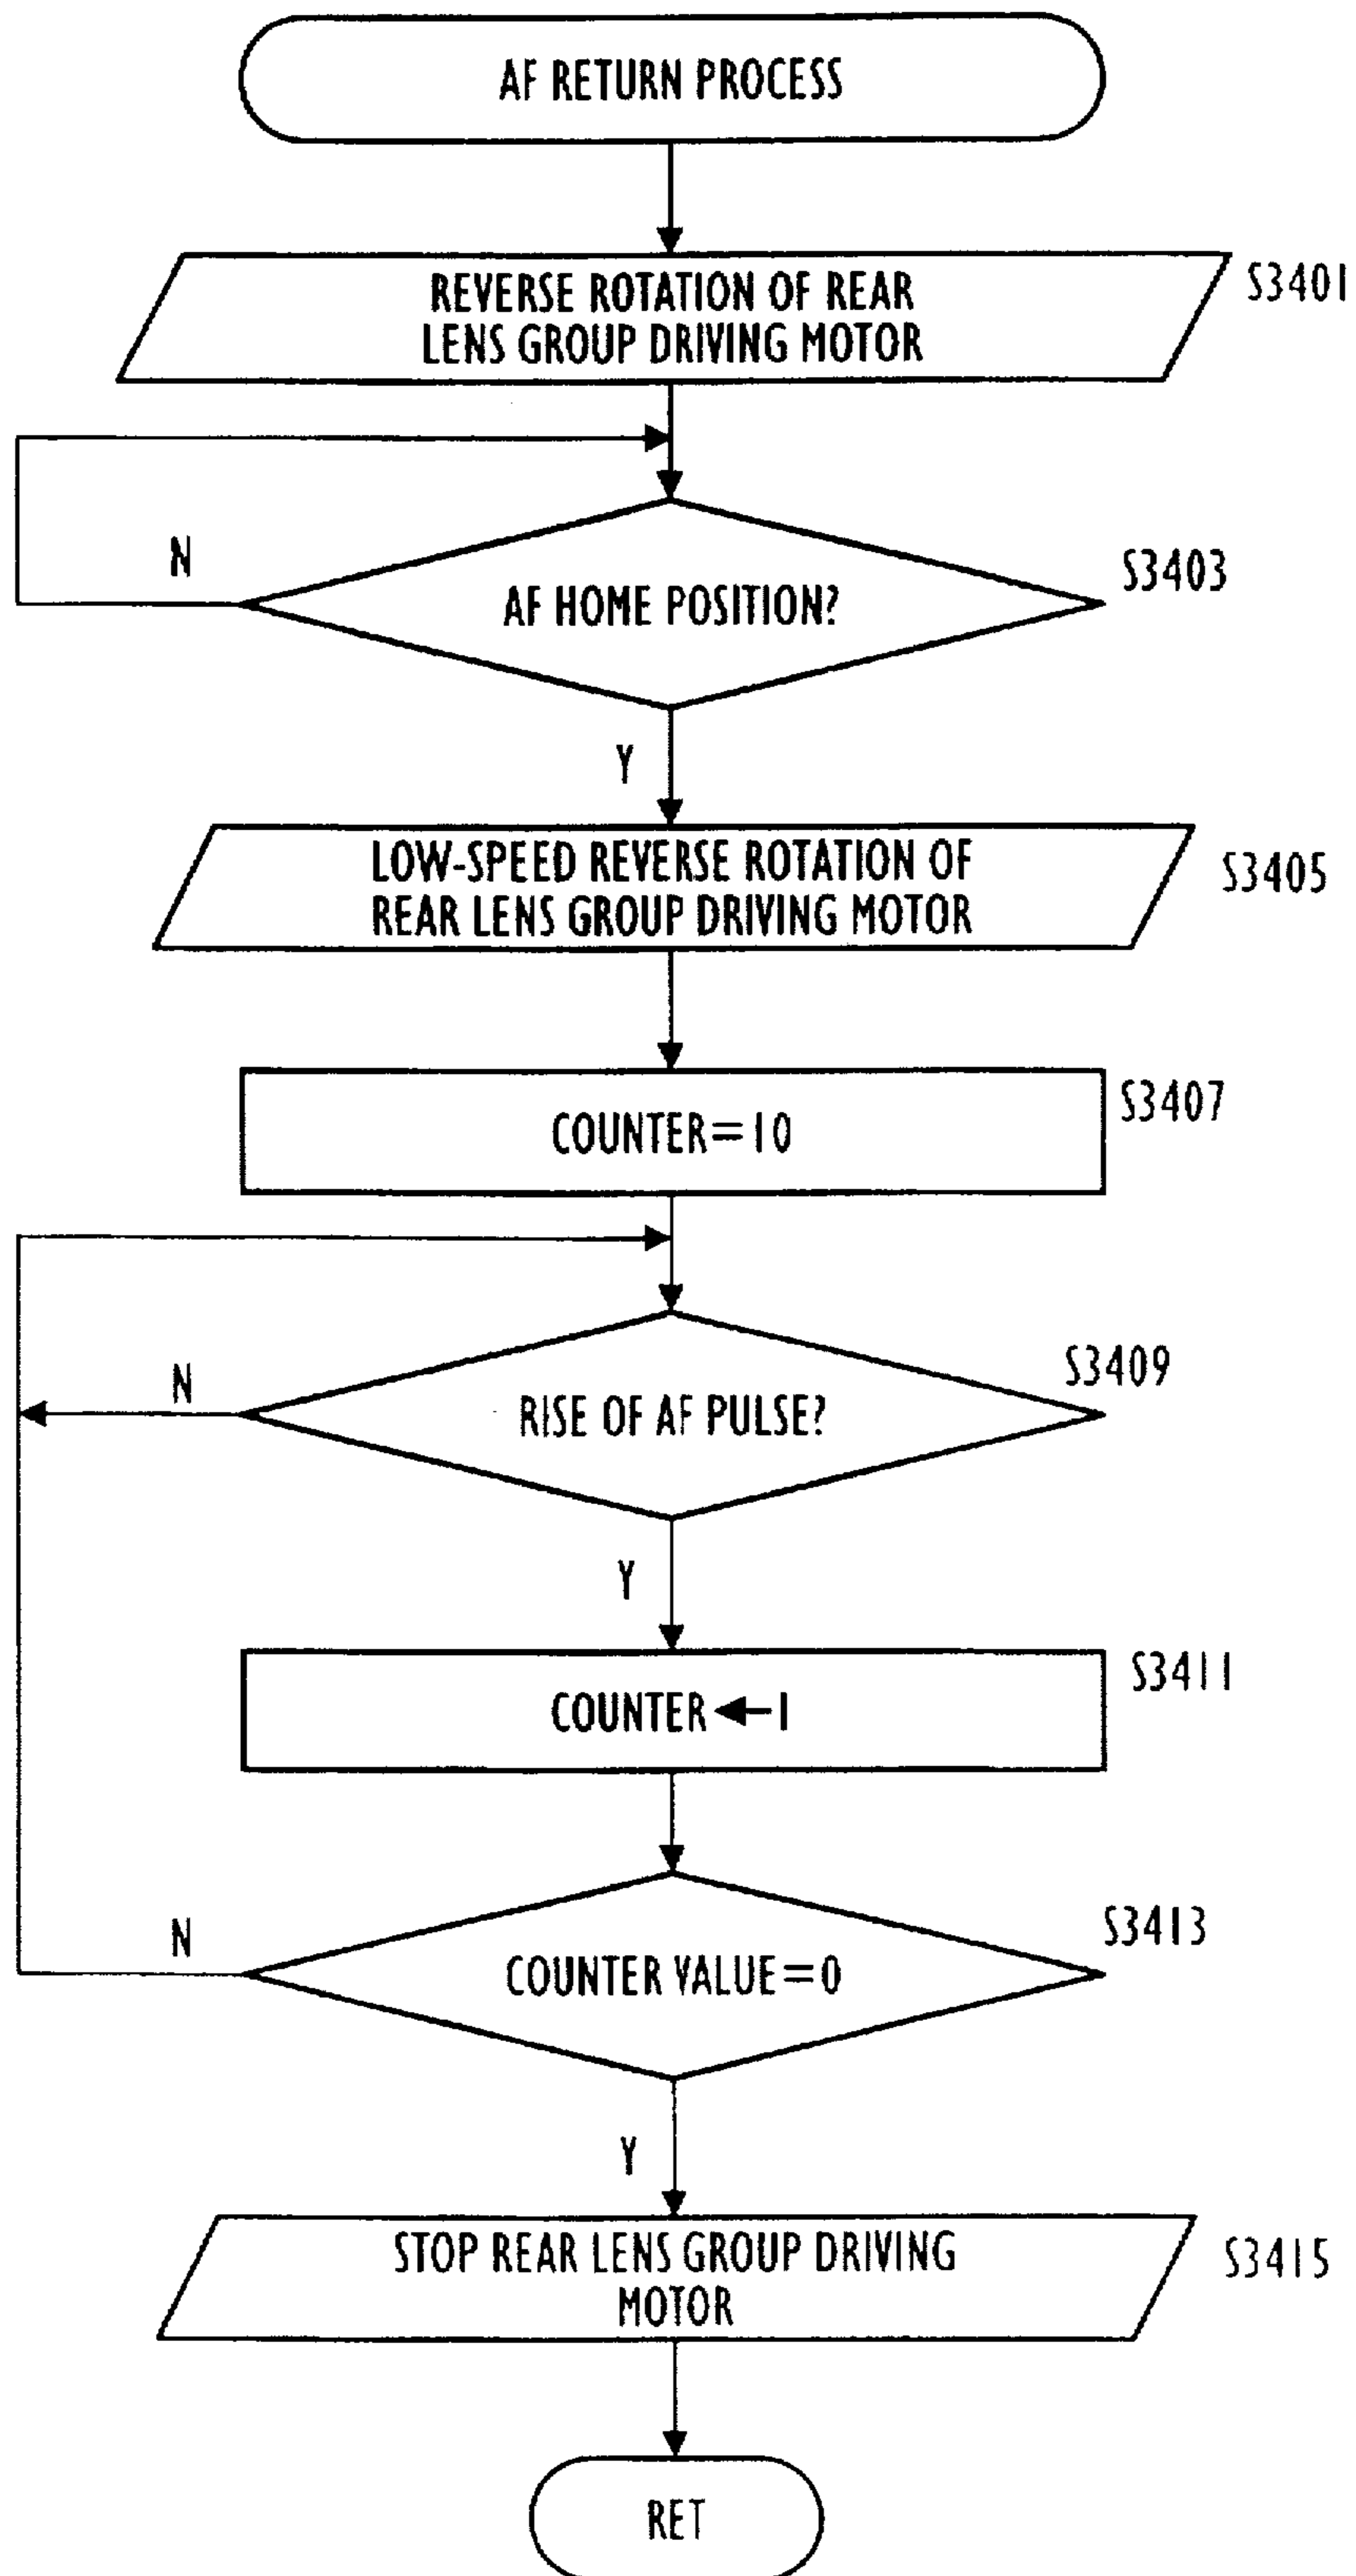 AF RETURN PROCESS
REVERSE ROTATION OF REAR
LENS GROUP DRIVING MOTOR
S3401
N
AF HOME POSITION?
S3403
Y
LOW-SPEED REVERSE ROTATION OF
REAR LENS GROUP DRIVING MOTOR
S3405
COUNTER=10
S3407
N
RISE OF AF PULSE?
S3409
Y
COUNTER←1
S3411
N
COUNTER VALUE=0
S3413
Y
STOP REAR LENS GROUP DRIVING
MOTOR
S3415
RET